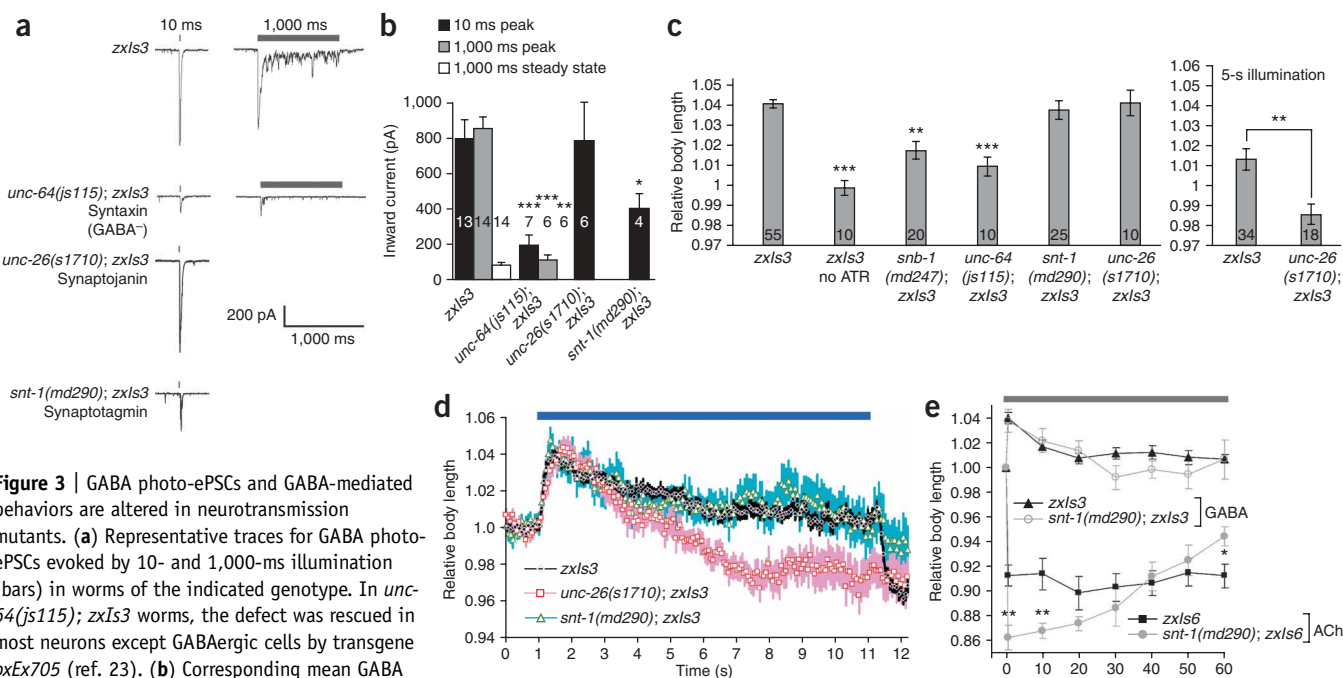 a
10 ms
1,000 ms
zxIs3
unc-64(js115); zxIs3
Syntaxin
(GABA⁻)
unc-26(s1710); zxIs3
Synaptojanin
200 pA
1,000 ms
snt-1(md290); zxIs3
Synaptotagmin
b
10 ms peak
1,000 ms peak
1,000 ms steady state
Inward current (pA)
1,000
800
600
400
200
0
13
14
14
***
7
***
6
**
6
6
*
4
zxIs3
unc-64(js115);
zxIs3
unc-26(s1710);
zxIs3
snt-1(md290);
zxIs3
c
Relative body length
1.05
1.04
1.03
1.02
1.01
1
0.99
0.98
0.97
***
**
***
55
10
20
10
25
10
zxIs3
zxIs3
no ATR
snb-1
(md247);
zxIs3
unc-64
(js115);
zxIs3
snt-1
(md290);
zxIs3
unc-26
(s1710);
zxIs3
1.06
1.05
1.04
1.03
1.02
1.01
1
0.99
0.98
0.97
5-s illumination
**
34
18
zxIs3
unc-26
(s1710);
zxIs3
d
Relative body length
1.06
1.04
1.02
1.0
0.98
0.96
0.94
zxIs3
unc-26(s1710); zxIs3
snt-1(md290); zxIs3
0 1 2 3 4 5 6 7 8 9 10 11 12
Time (s)
e
1.04
1.02
1.00
0.98
0.96
0.94
0.92
0.90
0.88
0.86
zxIs3
snt-1(md290); zxIs3
GABA
**
**
*
zxIs6
snt-1(md290); zxIs6
ACh
0 10 20 30 40 50 60
Figure 3 | GABA photo-ePSCs and GABA-mediated
behaviors are altered in neurotransmission
mutants. (a) Representative traces for GABA photo-
ePSCs evoked by 10- and 1,000-ms illumination
(bars) in worms of the indicated genotype. In unc-
64(js115); zxIs3 worms, the defect was rescued in
most neurons except GABAergic cells by transgene
oxEx705 (ref. 23). (b) Corresponding mean GABA